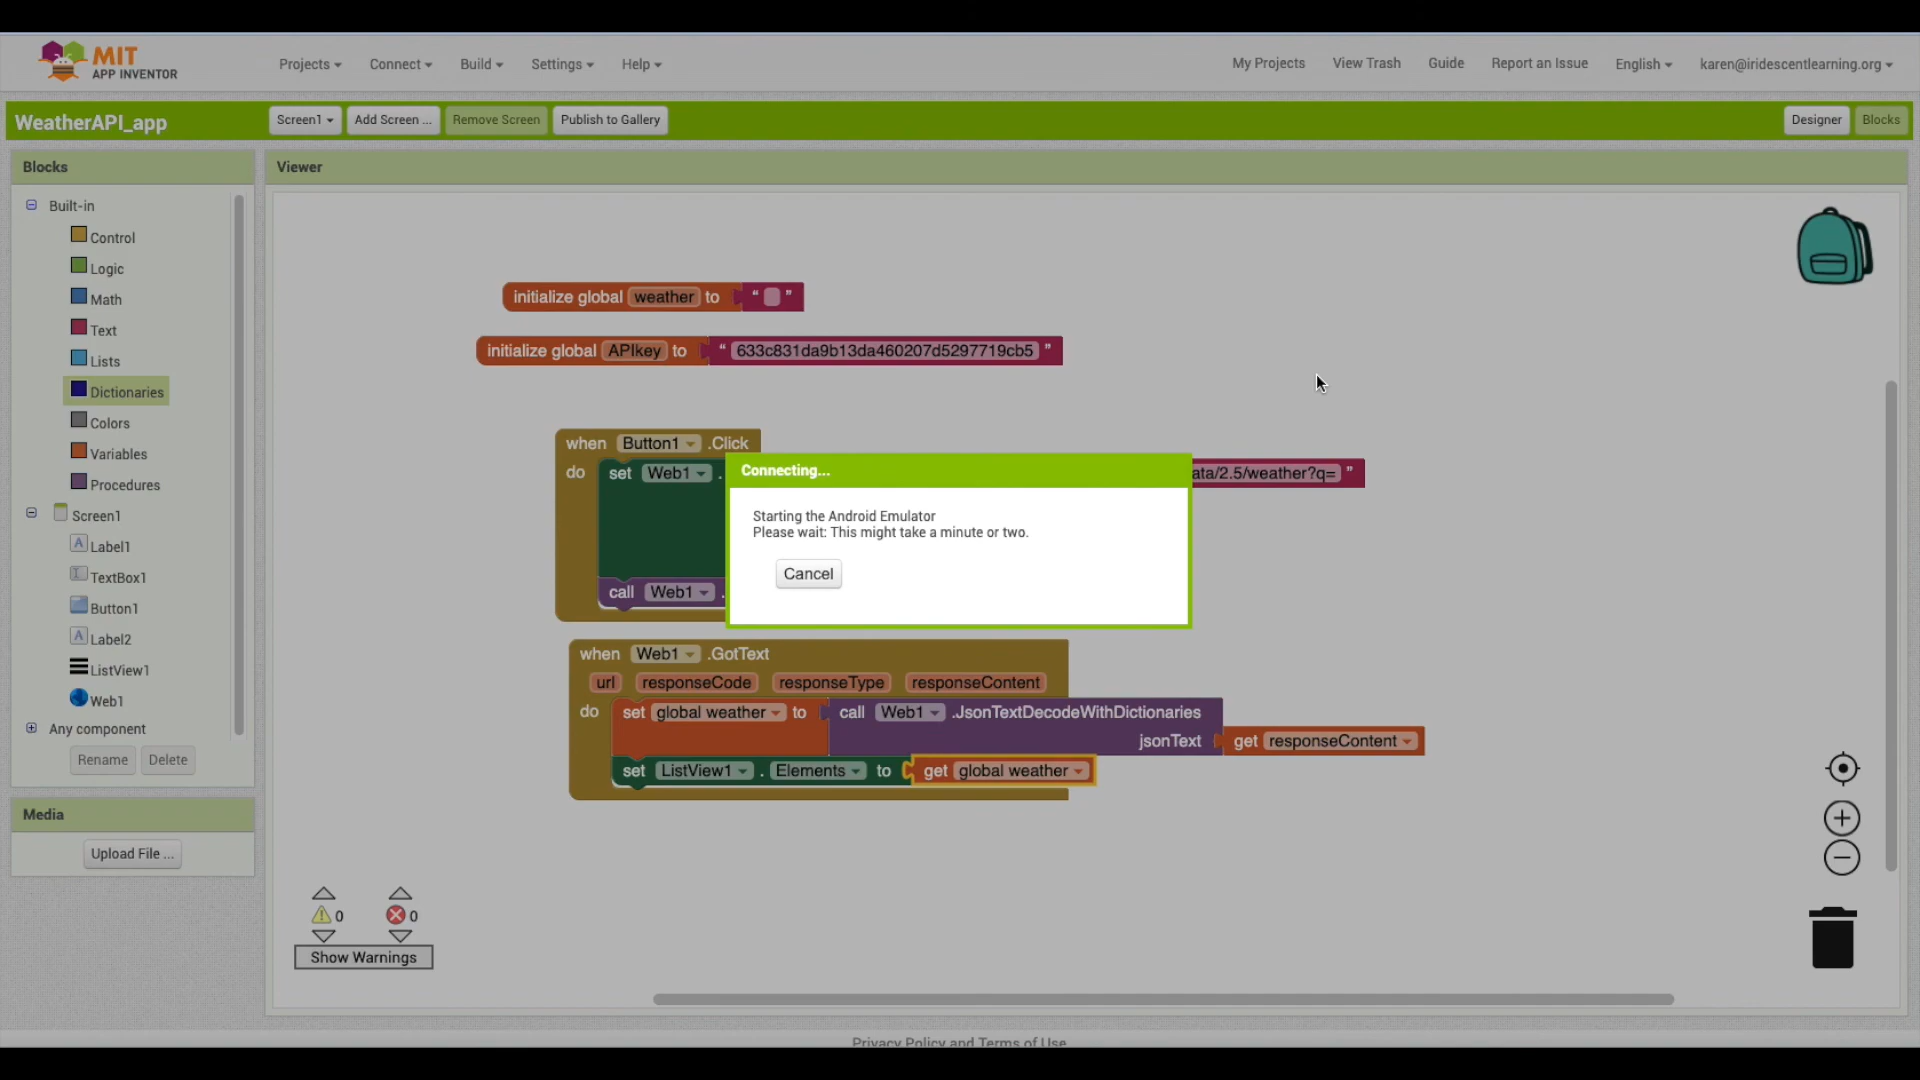 MIT
APP INVENTOR
Projects Connect Build Settings Help My Projects View Trash Guide Report an Issue English karen@iridescentlearning.org
WeatherAPI_app Screen1 Add Screen ... Remove Screen Publish to Gallery Designer Blocks
Blocks
Viewer
Built-in
Control
Logic
Math
Text
Lists
Dictionaries
Colors
Variables
Procedures
Screen1
Label1
TextBox1
Button1
Label2
ListView1
Web1
Any component
Rename Delete
Media
Upload File ...
initialize global weather to “ ”
initialize global APIkey to “ 633c831da9b13da460207d5297719cb5 ”
when Button1 .Click
do set Web1 . ata/2.5/weather?q= ”
call Web1 .
Connecting...
Starting the Android Emulator
Please wait: This might take a minute or two.
Cancel
when Web1 .GotText
url responseCode responseType responseContent
do set global weather to call Web1 .JsonTextDecodeWithDictionaries
jsonText get responseContent
set ListView1 . Elements to get global weather
0 0
Show Warnings
Privacy Policy and Terms of Use